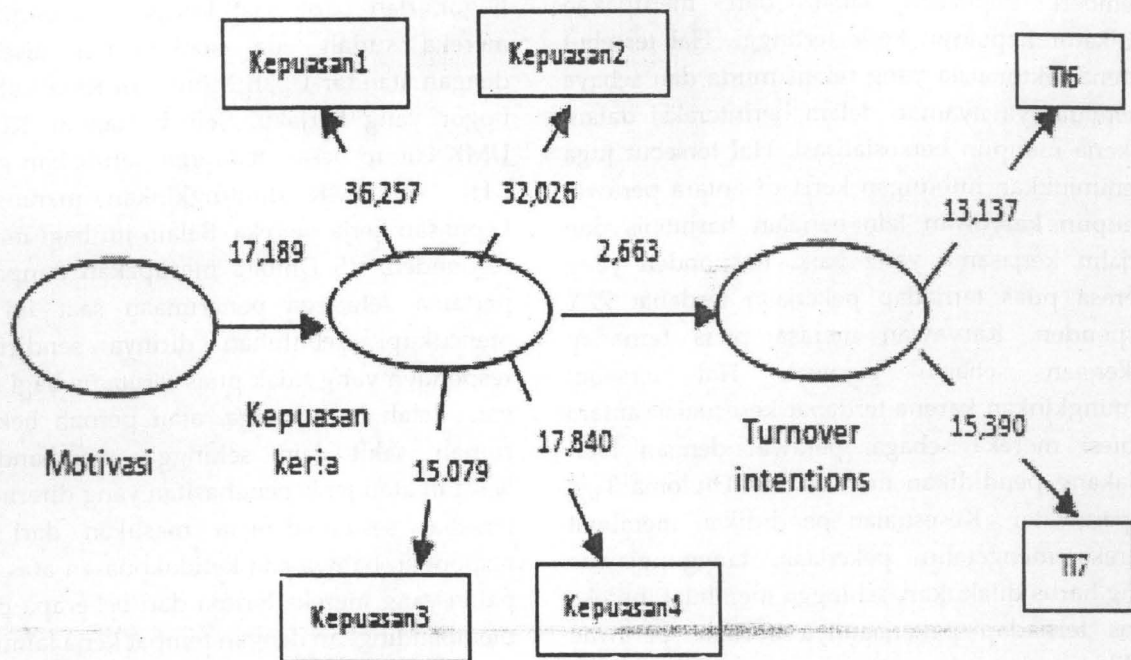 Kepuasan1
Kepuasan2
TI6
36,257
32,026
13,137
17,189
2,663
Motivasi
Kepuasan
kerja
15,079
17,840
Turnover
intentions
15,390
Kepuasan3
Kepuasan4
TI7